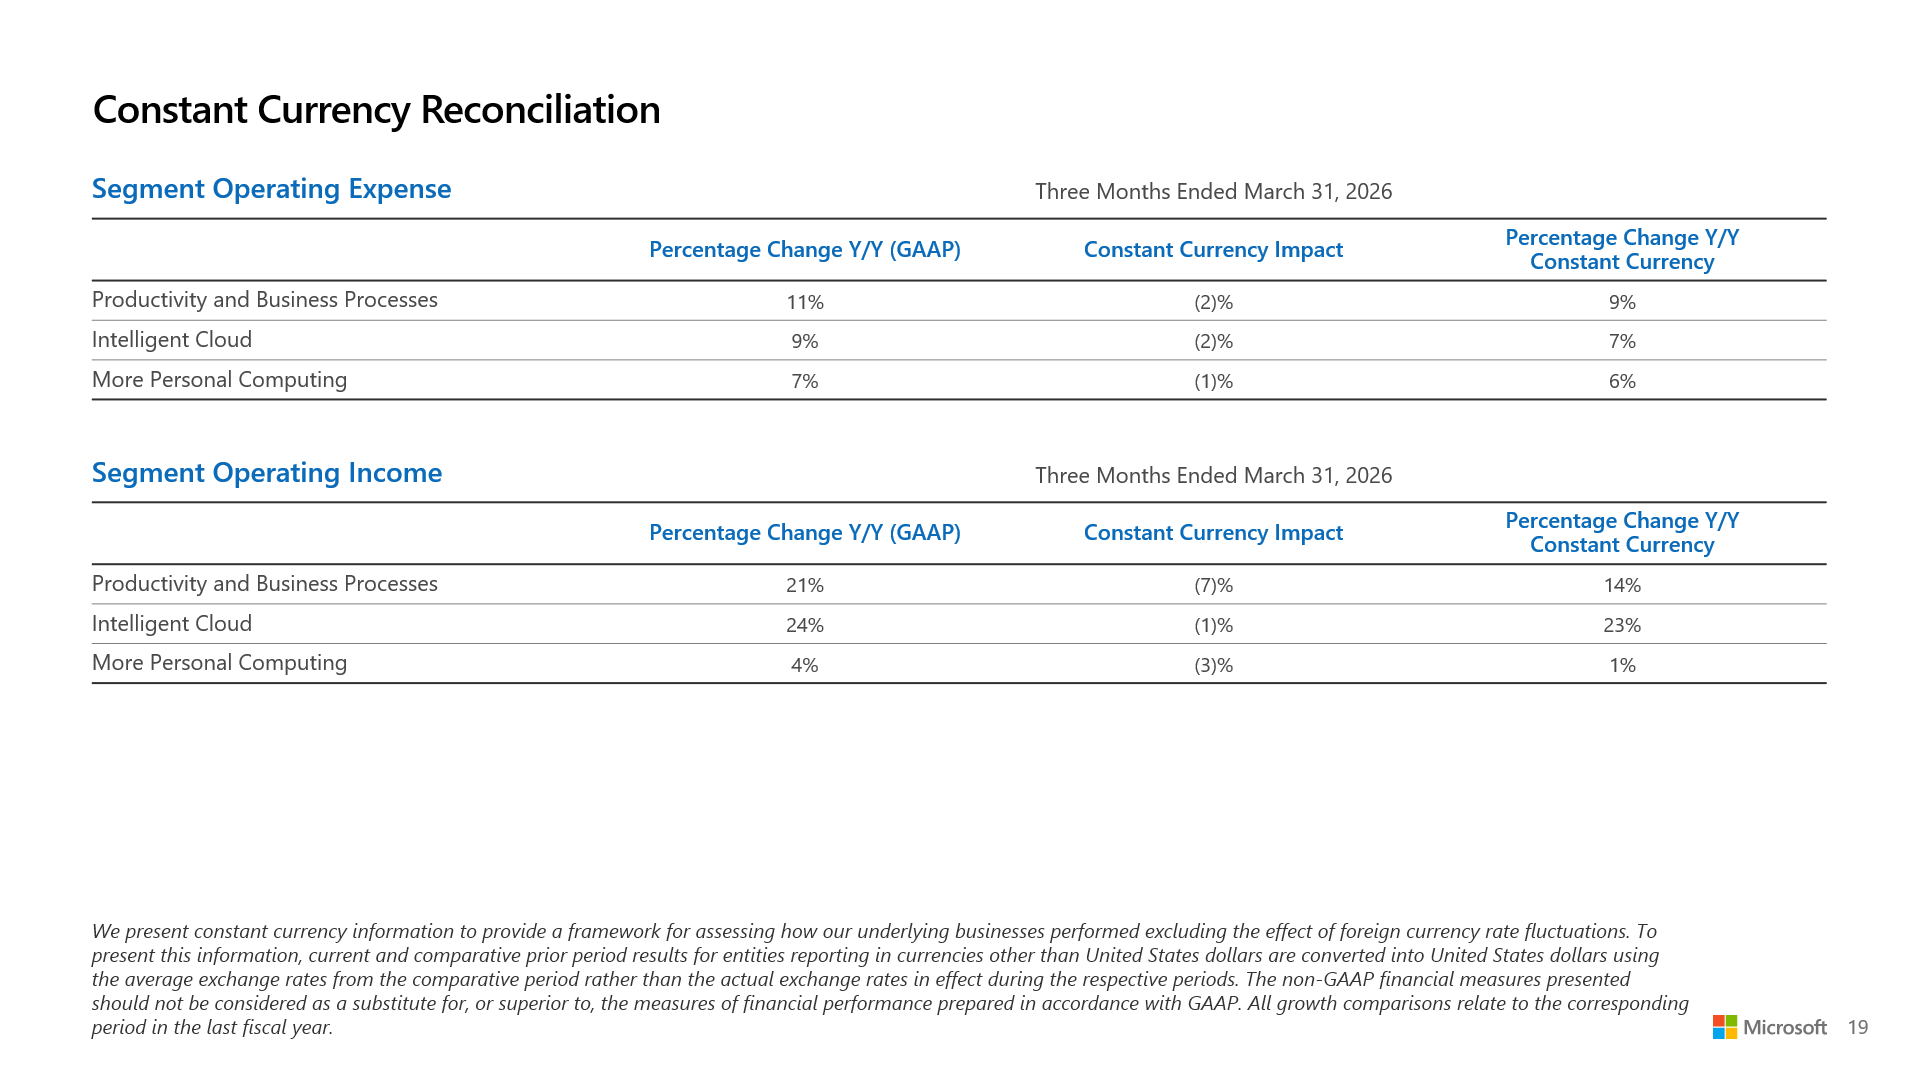 Constant Currency Reconciliation
Segment Operating Expense
Three Months Ended March 31, 2026
Percentage Change Y/Y (GAAP) Constant Currency Impact Percentage Change Y/Y
Constant Currency
Productivity and Business Processes 11% (2)% 9%
Intelligent Cloud 9% (2)% 7%
More Personal Computing 7% (1)% 6%
Segment Operating Income
Three Months Ended March 31, 2026
Percentage Change Y/Y (GAAP) Constant Currency Impact Percentage Change Y/Y
Constant Currency
Productivity and Business Processes 21% (7)% 14%
Intelligent Cloud 24% (1)% 23%
More Personal Computing 4% (3)% 1%
We present constant currency information to provide a framework for assessing how our underlying businesses performed excluding the effect of foreign currency rate fluctuations. To
present this information, current and comparative prior period results for entities reporting in currencies other than United States dollars are converted into United States dollars using
the average exchange rates from the comparative period rather than the actual exchange rates in effect during the respective periods. The non-GAAP financial measures presented
should not be considered as a substitute for, or superior to, the measures of financial performance prepared in accordance with GAAP. All growth comparisons relate to the corresponding
period in the last fiscal year.
Microsoft 19